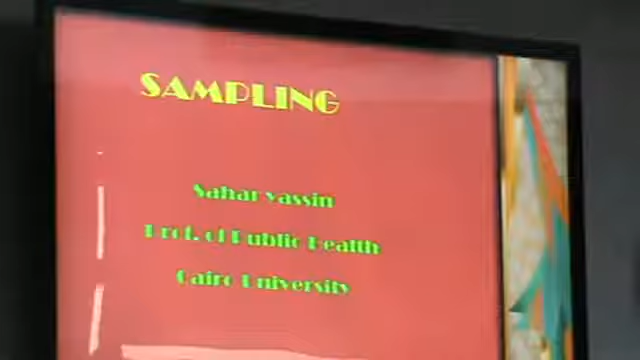 SAMPLING
Sahar yassin
Prof. of Public Health
Cairo University